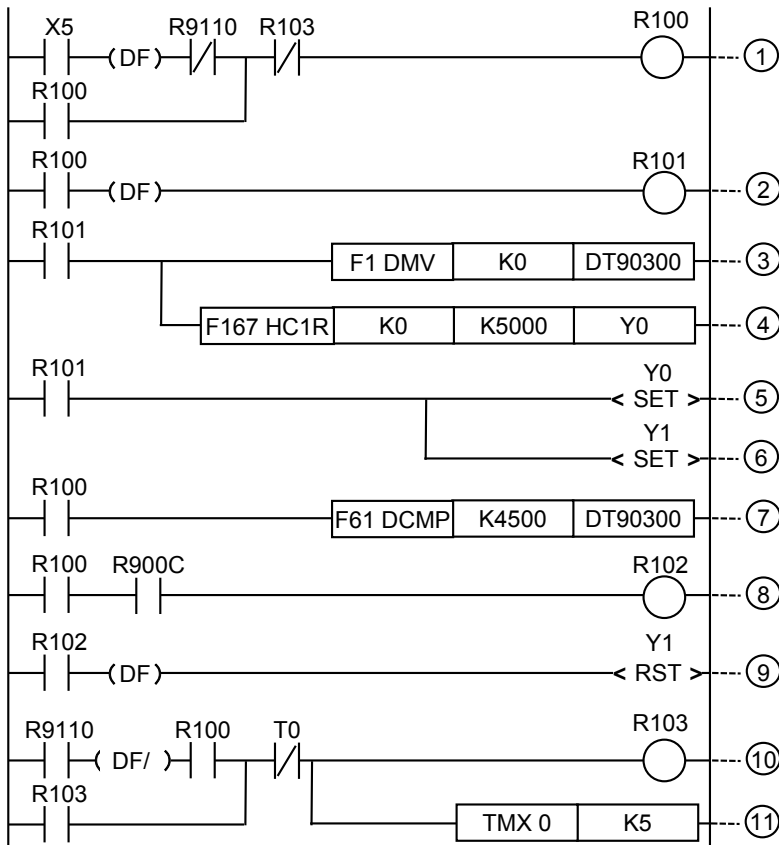 X5 R9110 R103 R100
(DF) 1
R100
R100 R101
(DF) 2
R101
F1 DMV K0 DT90300 3
F167 HC1R K0 K5000 Y0 4
R101 Y0
< SET > 5
Y1
< SET > 6
R100
F61 DCMP K4500 DT90300 7
R100 R900C R102
8
R102 Y1
(DF) < RST > 9
R9110 R100 T0 R103
( DF/ ) 10
R103
TMX 0 K5 11